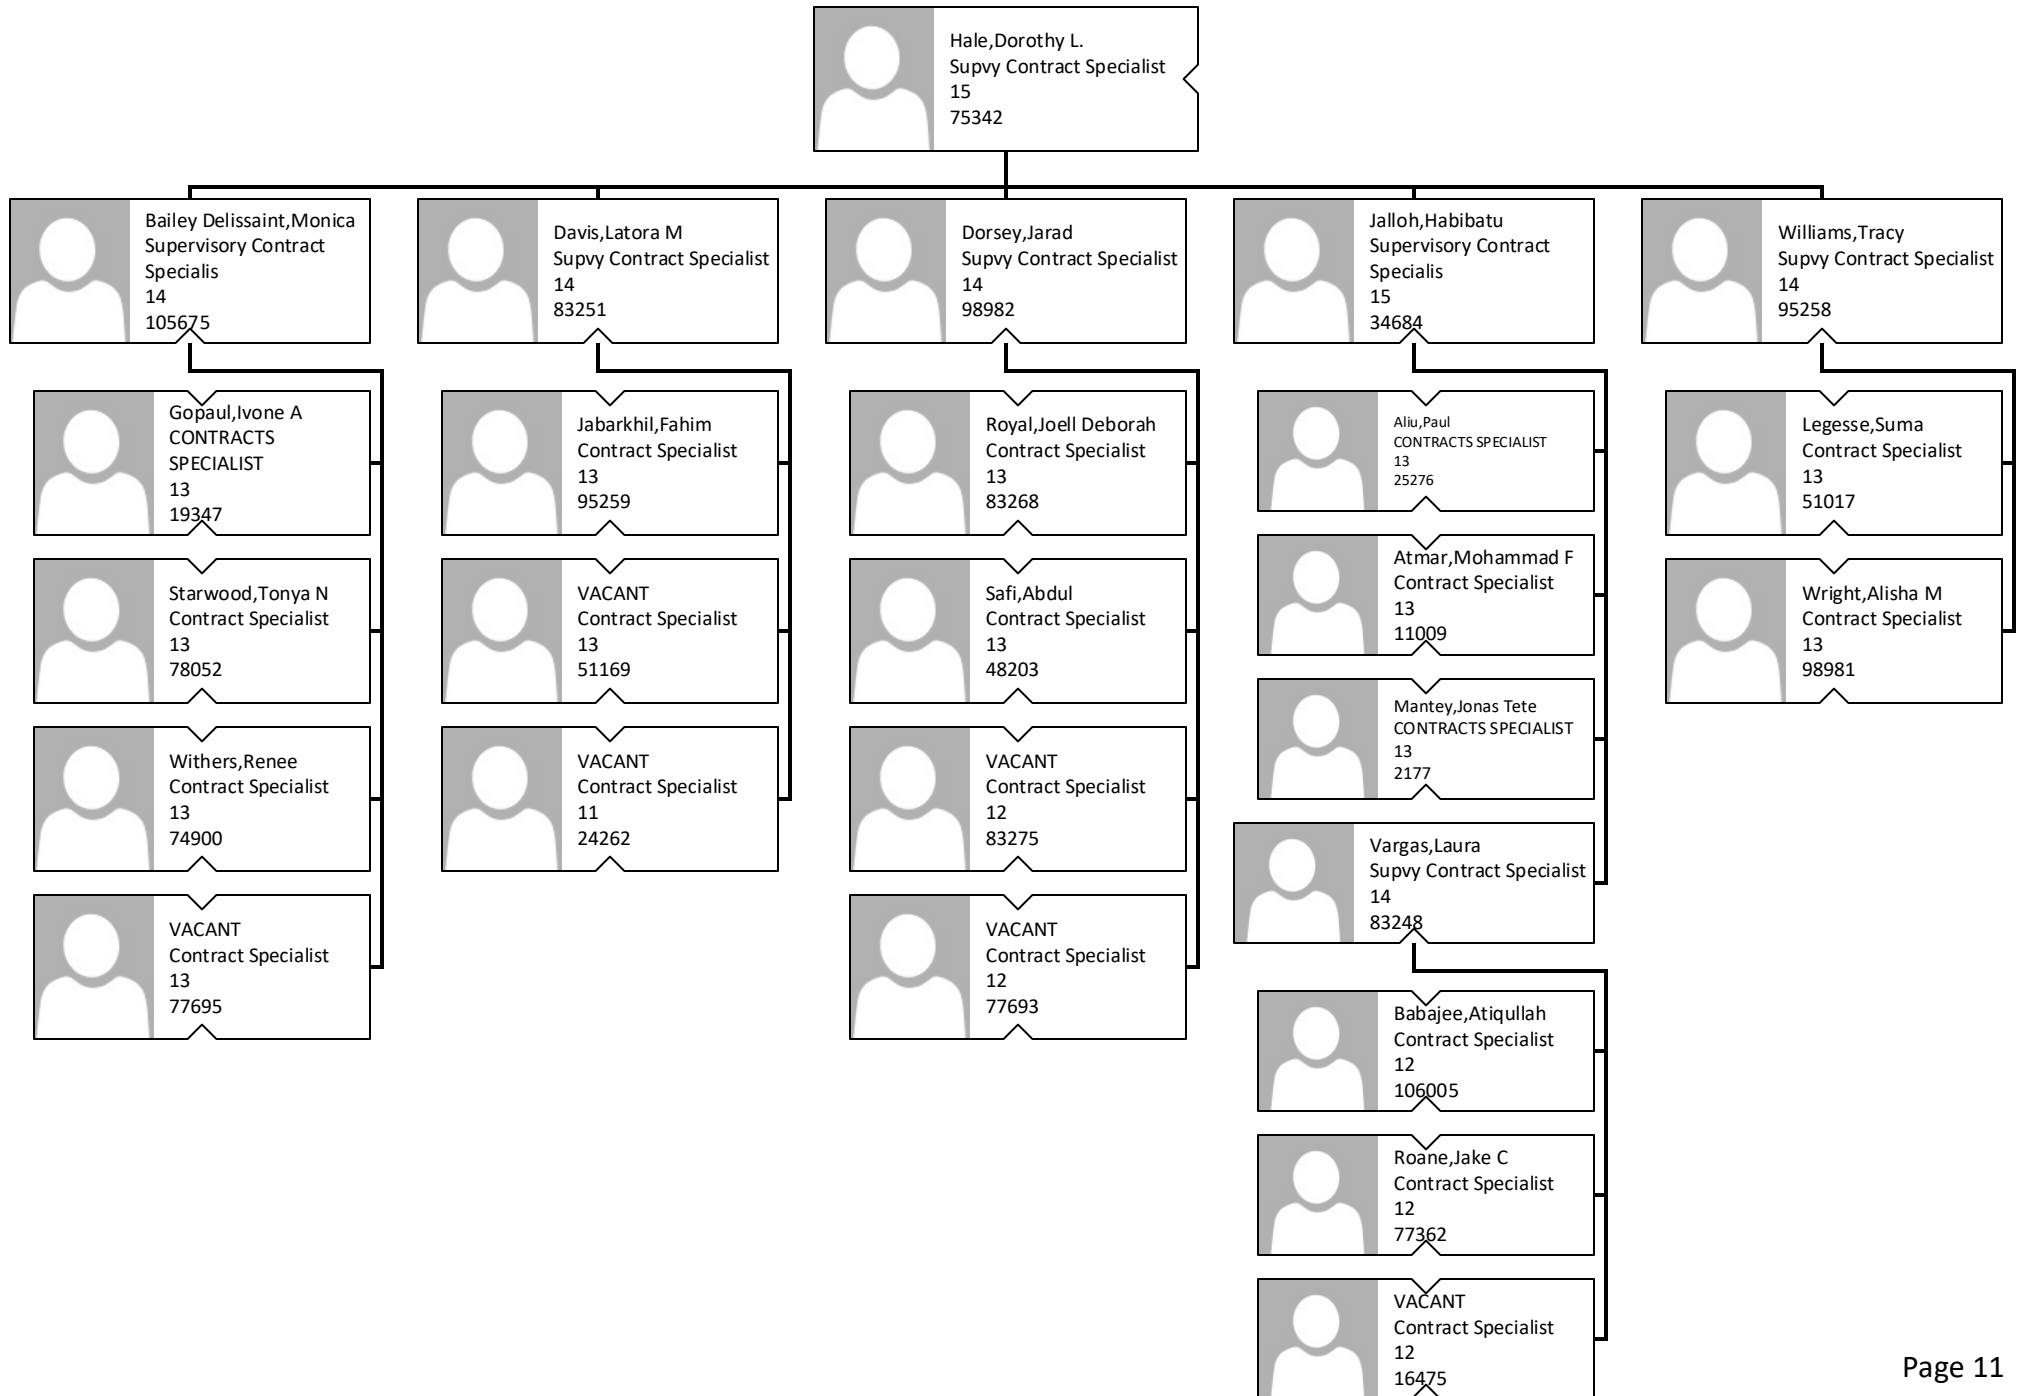 Hale,Dorothy L.
Supvy Contract Specialist
15
75342
Bailey Delissaint,Monica
Supervisory Contract
Specialis
14
105675
Davis,Latora M
Supvy Contract Specialist
14
83251
Dorsey,Jarad
Supvy Contract Specialist
14
98982
Jalloh,Habibatu
Supervisory Contract
Specialis
15
34684
Williams,Tracy
Supvy Contract Specialist
14
95258
Gopaul,Ivone A
CONTRACTS
SPECIALIST
13
19347
Starwood,Tonya N
Contract Specialist
13
78052
Withers,Renee
Contract Specialist
13
74900
VACANT
Contract Specialist
13
77695
Jabarkhil,Fahim
Contract Specialist
13
95259
VACANT
Contract Specialist
13
51169
VACANT
Contract Specialist
11
24262
Royal,Joell Deborah
Contract Specialist
13
83268
Safi,Abdul
Contract Specialist
13
48203
VACANT
Contract Specialist
12
83275
VACANT
Contract Specialist
12
77693
Aliu,Paul
CONTRACTS SPECIALIST
13
25276
Atmar,Mohammad F
Contract Specialist
13
11009
Mantey,Jonas Tete
CONTRACTS SPECIALIST
13
2177
Vargas,Laura
Supvy Contract Specialist
14
83248
Babajee,Atiqullah
Contract Specialist
12
106005
Roane,Jake C
Contract Specialist
12
77362
VACANT
Contract Specialist
12
16475
Legesse,Suma
Contract Specialist
13
51017
Wright,Alisha M
Contract Specialist
13
98981
Page 11